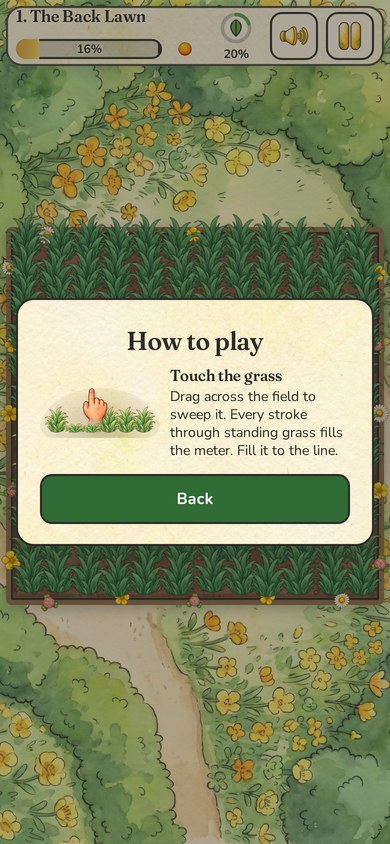 1. The Back Lawn
16%
20%
How to play
Touch the grass
Drag across the field to
sweep it. Every stroke
through standing grass fills
the meter. Fill it to the line.
Back